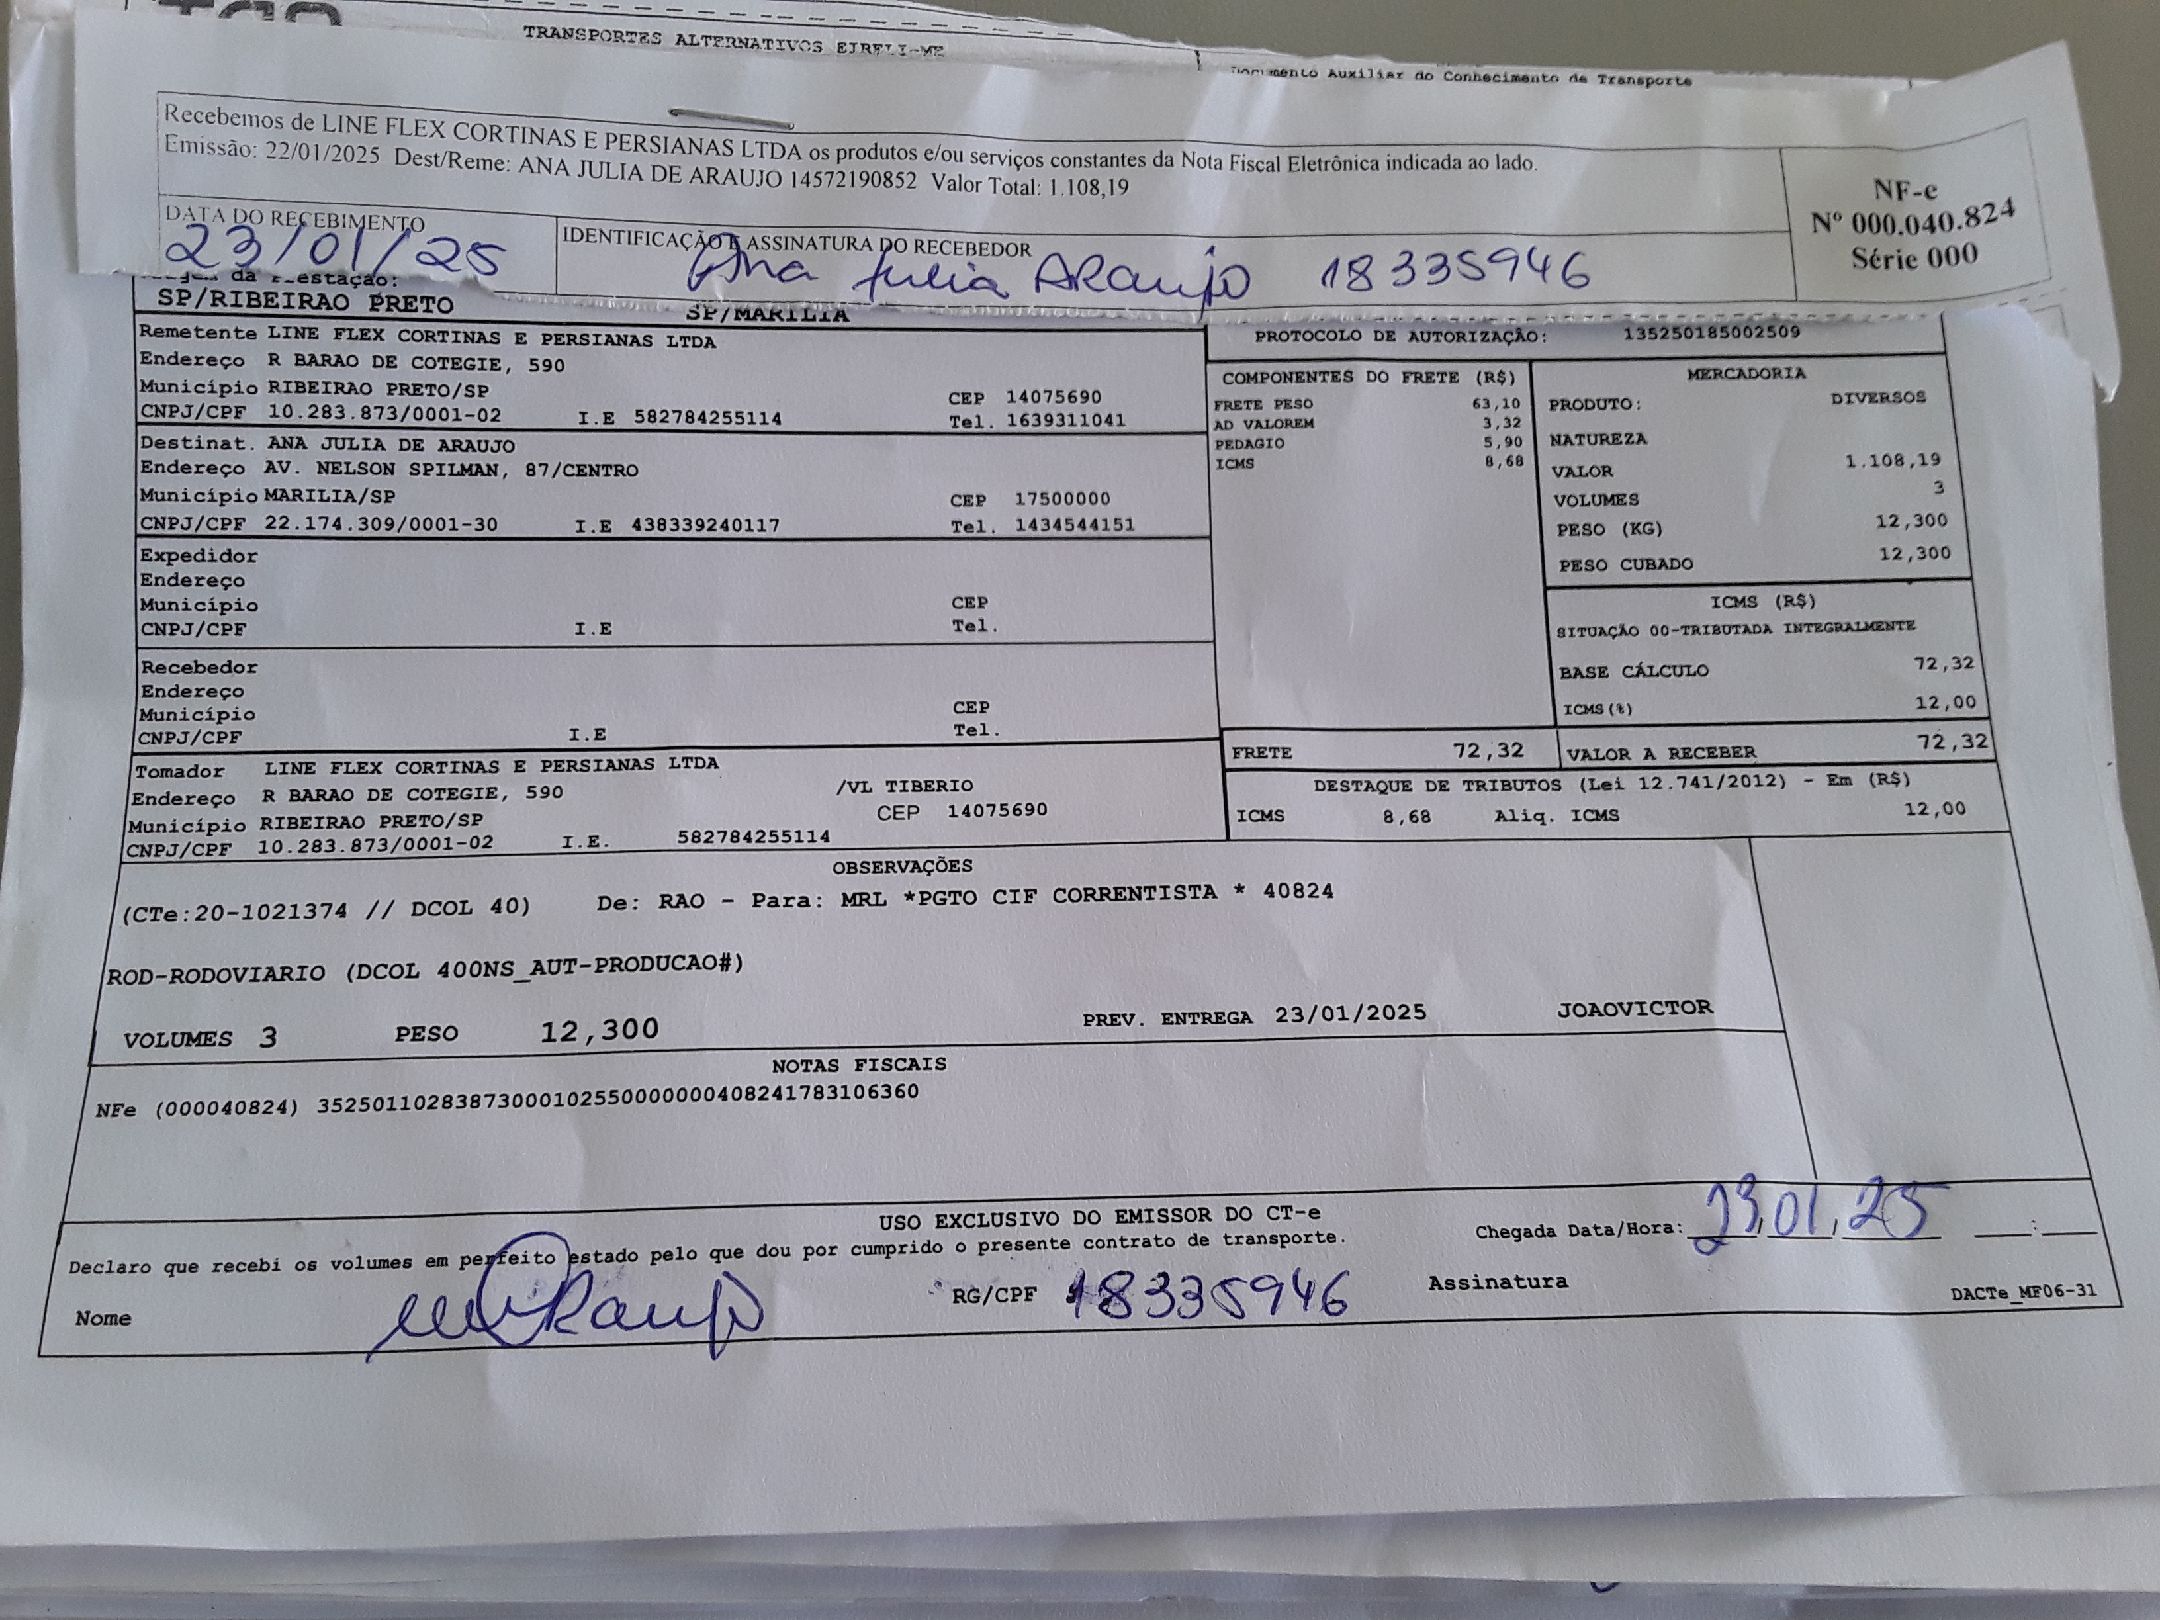 TRANSPORTES ALTERNATIVOS EIRELI-ME
Documento Auxiliar do Conhecimento de Transporte
Recebemos de LINE FLEX CORTINAS E PERSIANAS LTDA os produtos e/ou serviços constantes da Nota Fiscal Eletrônica indicada ao lado.
Emissão: 22/01/2025 Dest/Reme: ANA JULIA DE ARAUJO 14572190852 Valor Total: 1.108,19
NF-e
Nº 000.040.824
Série 000
DATA DO RECEBIMENTO
23/01/25
IDENTIFICAÇÃO E ASSINATURA DO RECEBEDOR
Ana Julia Araujo 18335946
da Prestação:
SP/RIBEIRAO PRETO SP/MARILIA
Remetente LINE FLEX CORTINAS E PERSIANAS LTDA
Endereço R BARAO DE COTEGIE, 590
Município RIBEIRAO PRETO/SP CEP 14075690
CNPJ/CPF 10.283.873/0001-02 I.E 582784255114 Tel. 1639311041
Destinat. ANA JULIA DE ARAUJO
Endereço AV. NELSON SPILMAN, 87/CENTRO
Município MARILIA/SP CEP 17500000
CNPJ/CPF 22.174.309/0001-30 I.E 438339240117 Tel. 1434544151
Expedidor
Endereço
Município CEP
CNPJ/CPF I.E Tel.
Recebedor
Endereço
Município CEP
CNPJ/CPF I.E Tel.
Tomador LINE FLEX CORTINAS E PERSIANAS LTDA
Endereço R BARAO DE COTEGIE, 590 /VL TIBERIO
Município RIBEIRAO PRETO/SP CEP 14075690
CNPJ/CPF 10.283.873/0001-02 I.E. 582784255114
PROTOCOLO DE AUTORIZAÇÃO: 135250185002509
COMPONENTES DO FRETE (R$)
FRETE PESO 63,10
AD VALOREM 3,32
PEDAGIO 5,90
ICMS 8,68
MERCADORIA
PRODUTO: DIVERSOS
NATUREZA
VALOR 1.108,19
VOLUMES 3
PESO (KG) 12,300
PESO CUBADO 12,300
ICMS (R$)
SITUAÇÃO 00-TRIBUTADA INTEGRALMENTE
BASE CÁLCULO 72,32
ICMS(%) 12,00
FRETE 72,32 VALOR A RECEBER 72,32
DESTAQUE DE TRIBUTOS (Lei 12.741/2012) - Em (R$)
ICMS 8,68 Aliq. ICMS 12,00
OBSERVAÇÕES
(CTe:20-1021374 // DCOL 40) De: RAO - Para: MRL *PGTO CIF CORRENTISTA * 40824
ROD-RODOVIARIO (DCOL 400NS_AUT-PRODUCAO#)
VOLUMES 3 PESO 12,300 PREV. ENTREGA 23/01/2025 JOAOVICTOR
NOTAS FISCAIS
NFe (000040824) 35250110283873000102550000000408241783106360
USO EXCLUSIVO DO EMISSOR DO CT-e
Declaro que recebi os volumes em perfeito estado pelo que dou por cumprido o presente contrato de transporte.
Chegada Data/Hora: 23,01,25 :
Nome Araujo RG/CPF 18335946 Assinatura
DACTe_MF06-31